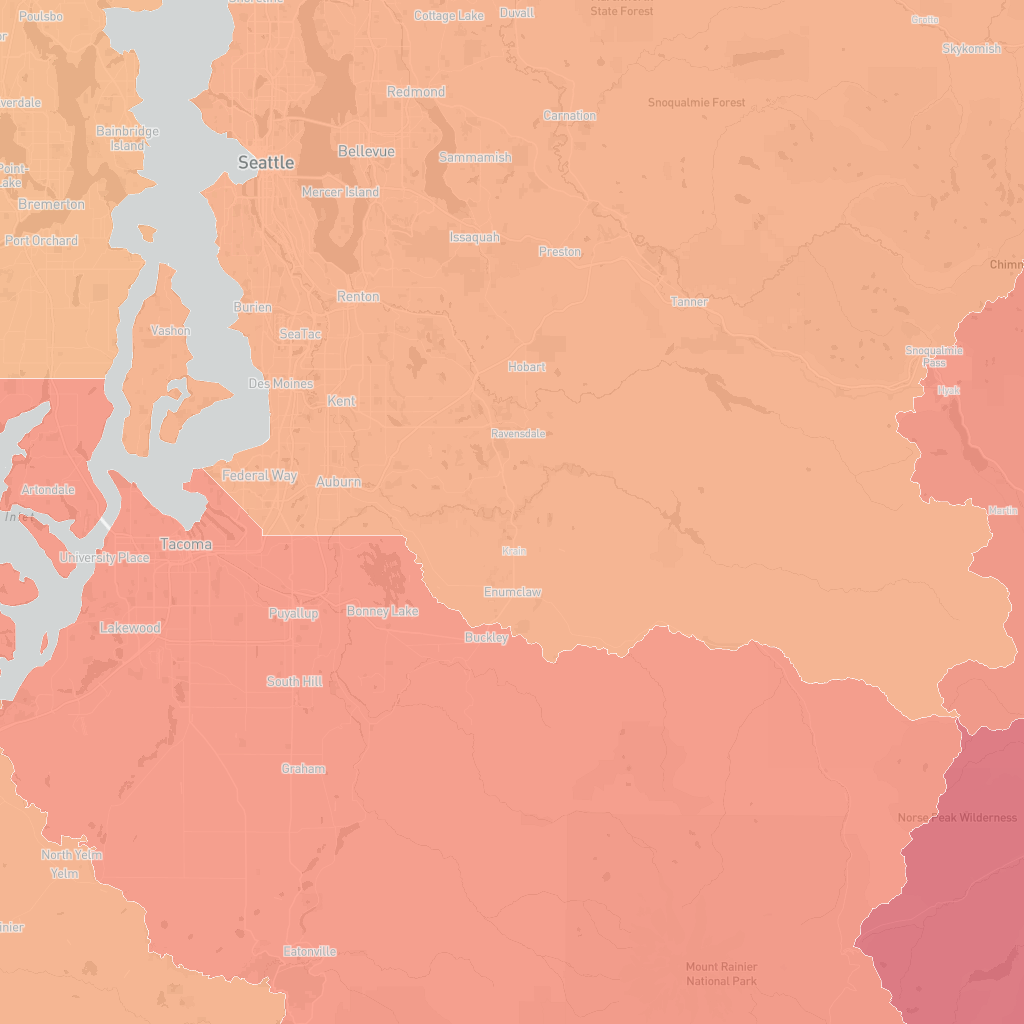 Poulsbo
Cottage Lake
Duvall
State Forest
Grotto
Skykomish
Redmond
Snoqualmie Forest
Carnation
Bainbridge
Island
Seattle
Bellevue
Sammamish
Point-
Lake
Mercer Island
Bremerton
Port Orchard
Issaquah
Preston
Chimn
Renton
Tanner
Burien
Vashon
SeaTac
Snoqualmie
Pass
Hobart
Des Moines
Hyak
Kent
Ravensdale
Federal Way
Auburn
Artondale
Martin
Inlet
Tacoma
Krain
University Place
Enumclaw
Puyallup
Bonney Lake
Lakewood
Buckley
South Hill
Graham
Norse Peak Wilderness
North Yelm
Yelm
inier
Eatonville
Mount Rainier
National Park